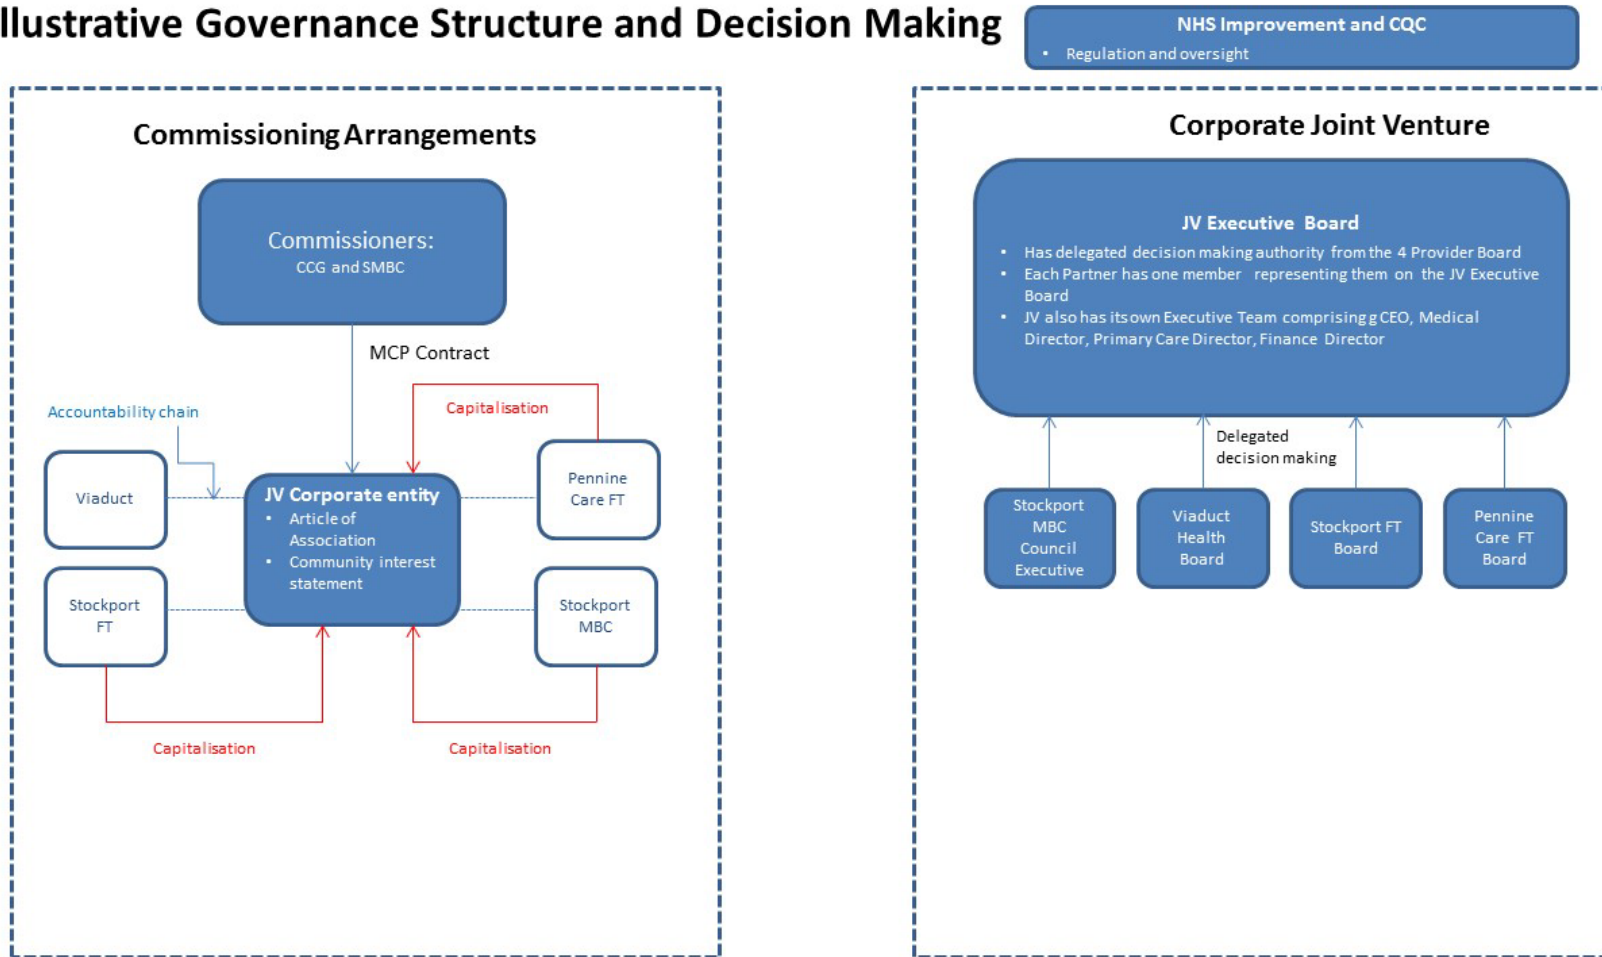 llustrative Governance Structure and Decision Making
NHS Improvement and CQC
• Regulation and oversight
Commissioning Arrangements
Commissioners:
CCG and SMBC
MCP Contract
Accountability chain
Capitalisation
Viaduct
JV Corporate entity
• Article of
Association
• Community interest
statement
Pennine
Care FT
Stockport
FT
Stockport
MBC
Capitalisation
Capitalisation
Corporate Joint Venture
JV Executive Board
• Has delegated decision making authority from the 4 Provider Board
• Each Partner has one member representing them on the JV Executive
Board
• JV also has its own Executive Team comprising g CEO, Medical
Director, Primary Care Director, Finance Director
Delegated
decision making
Stockport
MBC
Council
Executive
Viaduct
Health
Board
Stockport FT
Board
Pennine
Care FT
Board